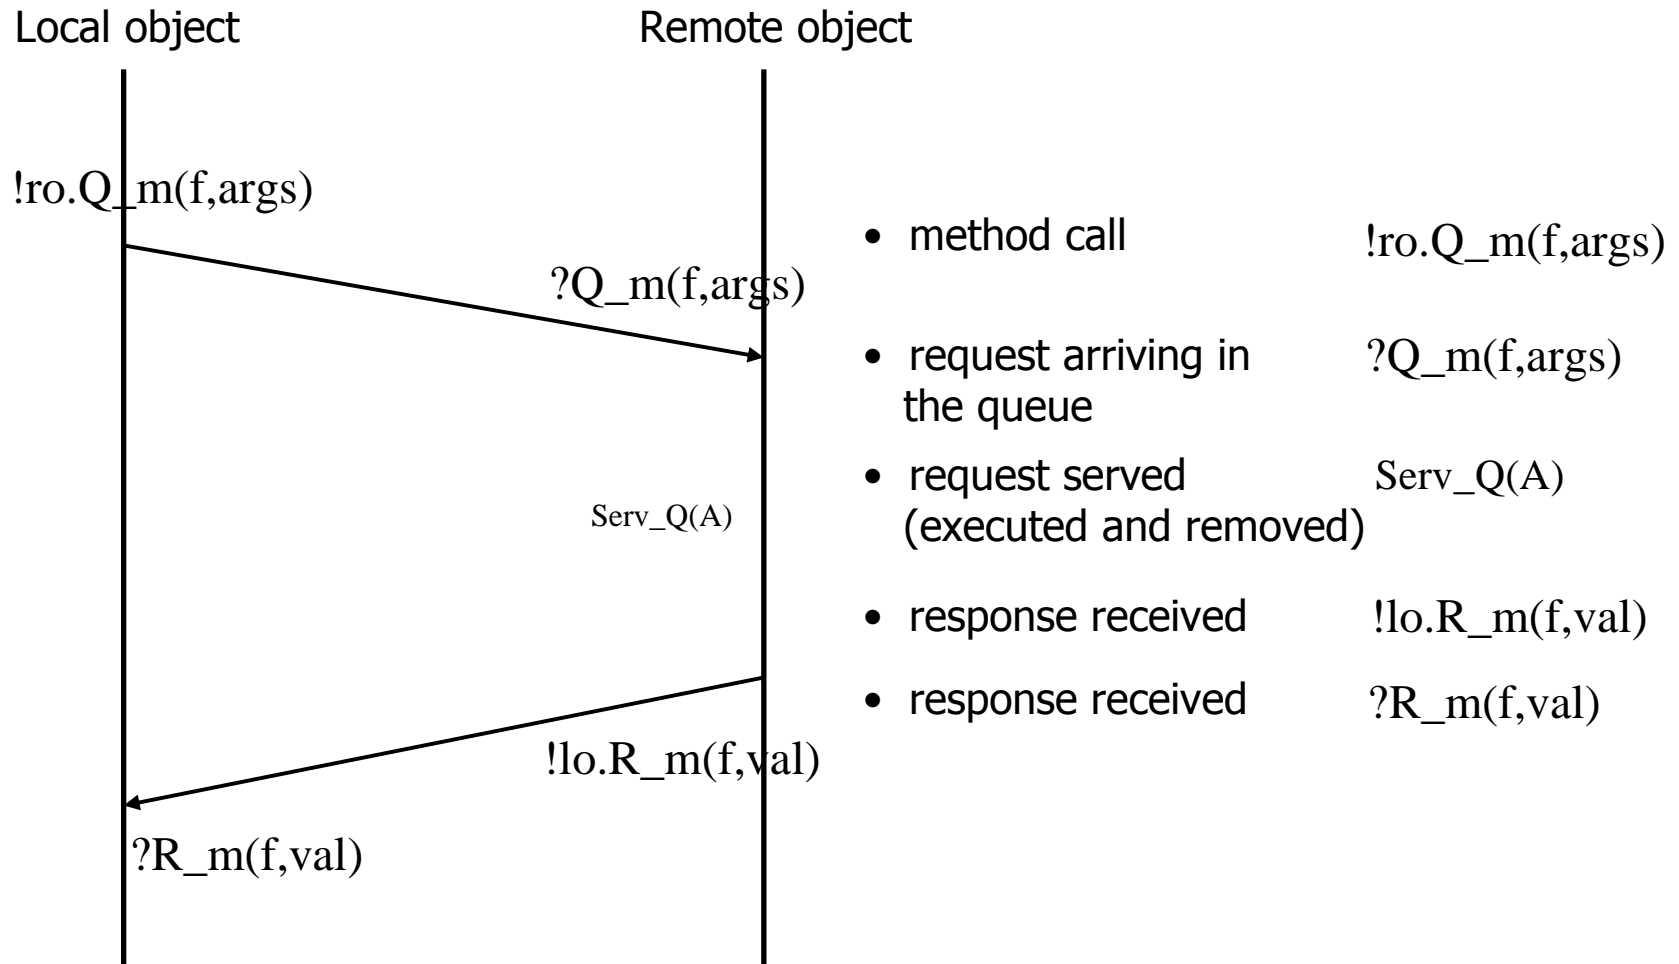 Local object
Remote object
!ro.Q_m(f,args)
?Q_m(f,args)
Serv_Q(A)
!lo.R_m(f,val)
?R_m(f,val)
• method call !ro.Q_m(f,args)
• request arriving in ?Q_m(f,args)
the queue
• request served Serv_Q(A)
(executed and removed)
• response received !lo.R_m(f,val)
• response received ?R_m(f,val)